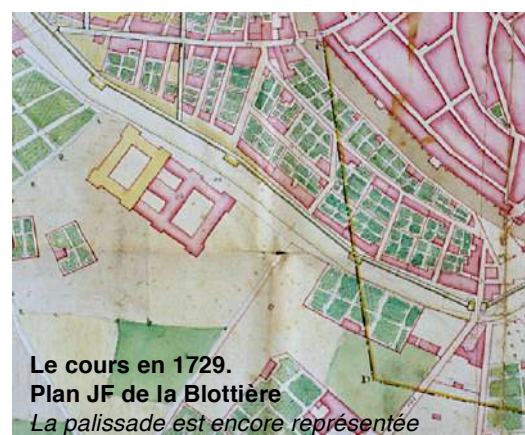 Le cours en 1729.
Plan JF de la Blottière
La palissade est encore représentée